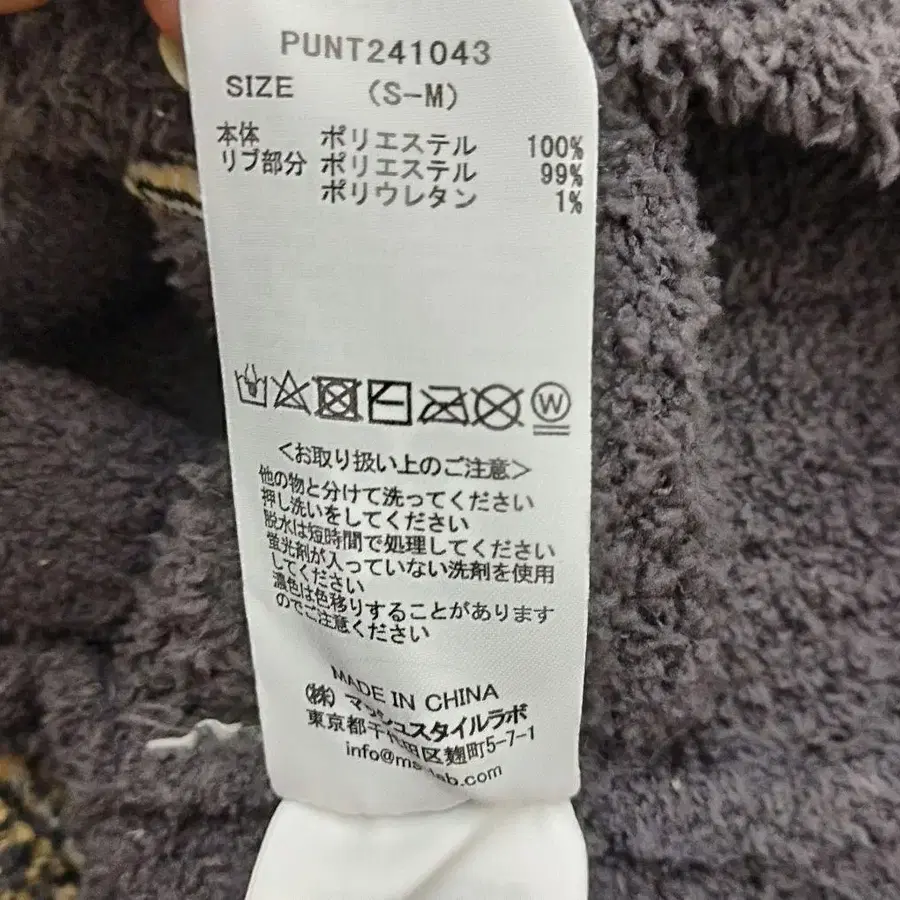 PUNT241043
SIZE (S-M)
本体 ポリエステル 100%
リブ部分 ポリエステル 99%
ポリウレタン 1%
W
<お取り扱い上のご注意>
他の物と分けて洗ってください
押し洗いをしてください
脱水は短時間で処理してください
蛍光剤が入っていない洗剤を使用
してください
濃色は色移りすることがあります
のでご注意ください
MADE IN CHINA
(株)マッシュスタイルラボ
東京都千代田区麹町5-7-1